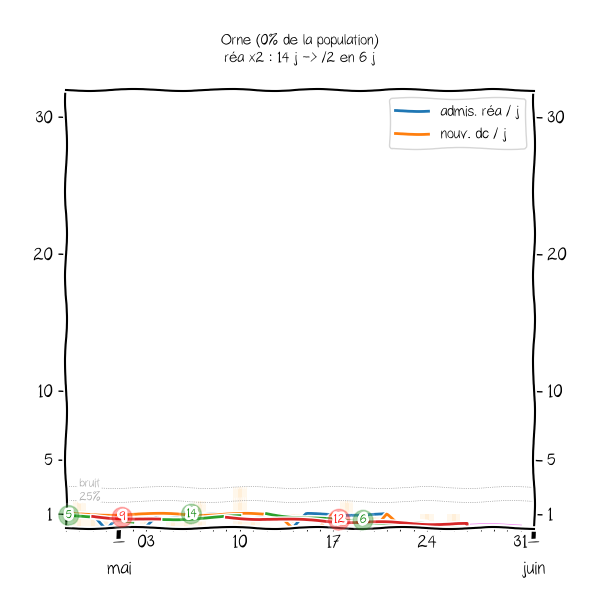 Orne (0% de la population)
réa x2 : 14 j -> /2 en 6 j
admis. réa / j
nouv. dc / j
30 30
20 20
10 10
5 5
bruit
25%
1 1
5 9 14 12 6
1 03 10 17 24 31 1
mai juin